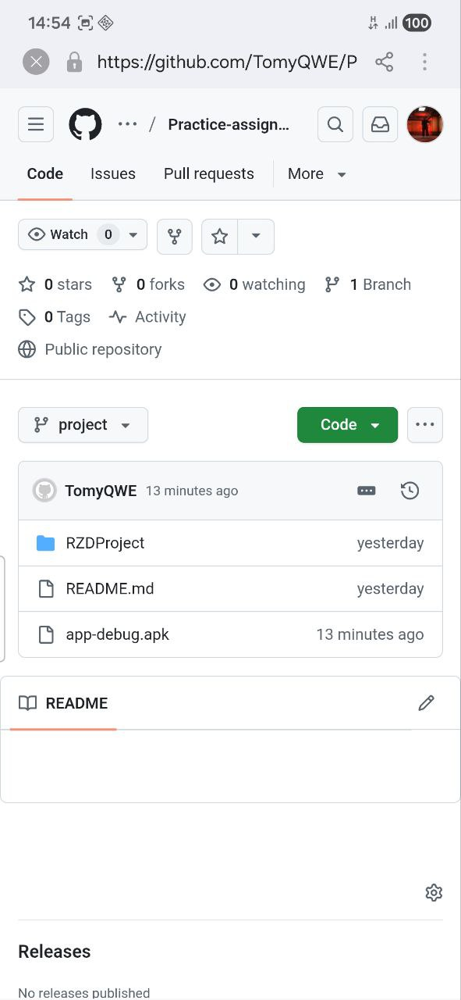 14:54 H 100
https://github.com/TomyQWE/P
... / Practice-assign...
Code Issues Pull requests More
Watch 0
0 stars 0 forks 0 watching 1 Branch
0 Tags Activity
Public repository
project Code
TomyQWE 13 minutes ago
RZDProject yesterday
README.md yesterday
app-debug.apk 13 minutes ago
README
Releases
No releases published